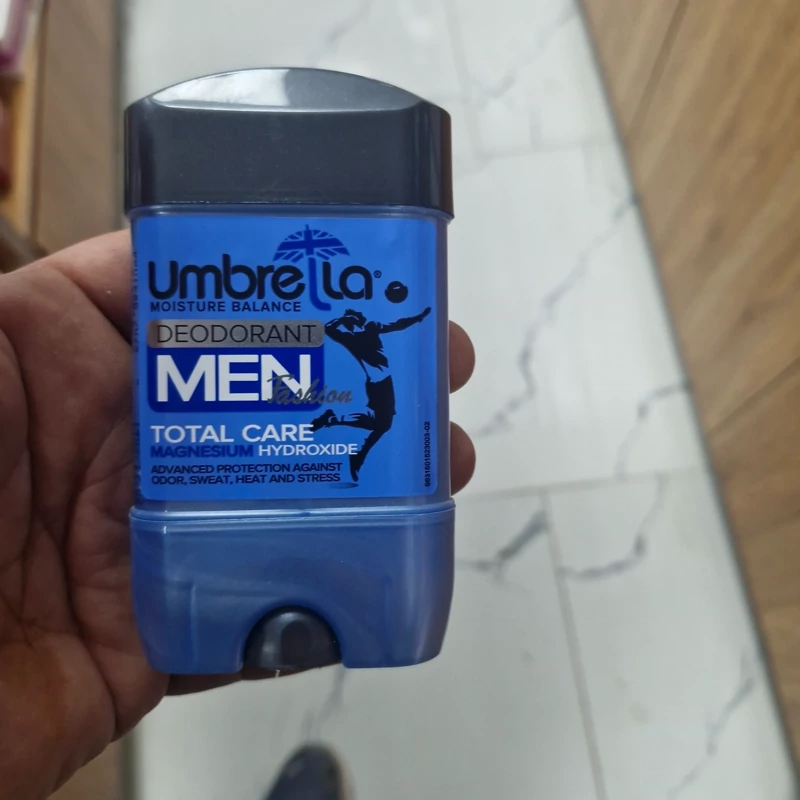 umbrella®
MOISTURE BALANCE
DEODORANT
MEN
Fashion
TOTAL CARE
MAGNESIUM HYDROXIDE
ADVANCED PROTECTION AGAINST
ODOR, SWEAT, HEAT AND STRESS